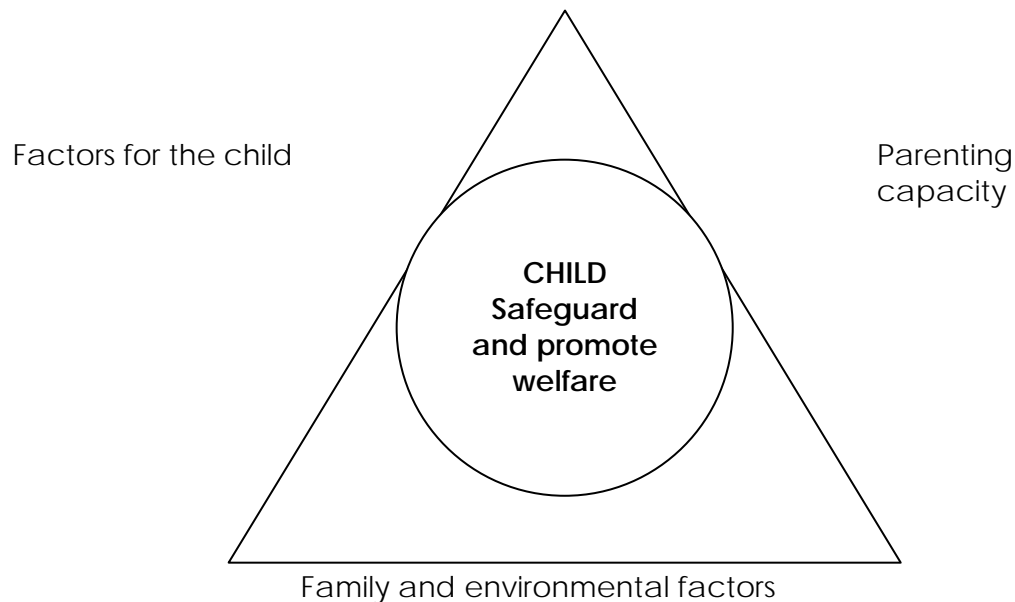 Factors for the child
Parenting
capacity
CHILD
Safeguard
and promote
welfare
Family and environmental factors